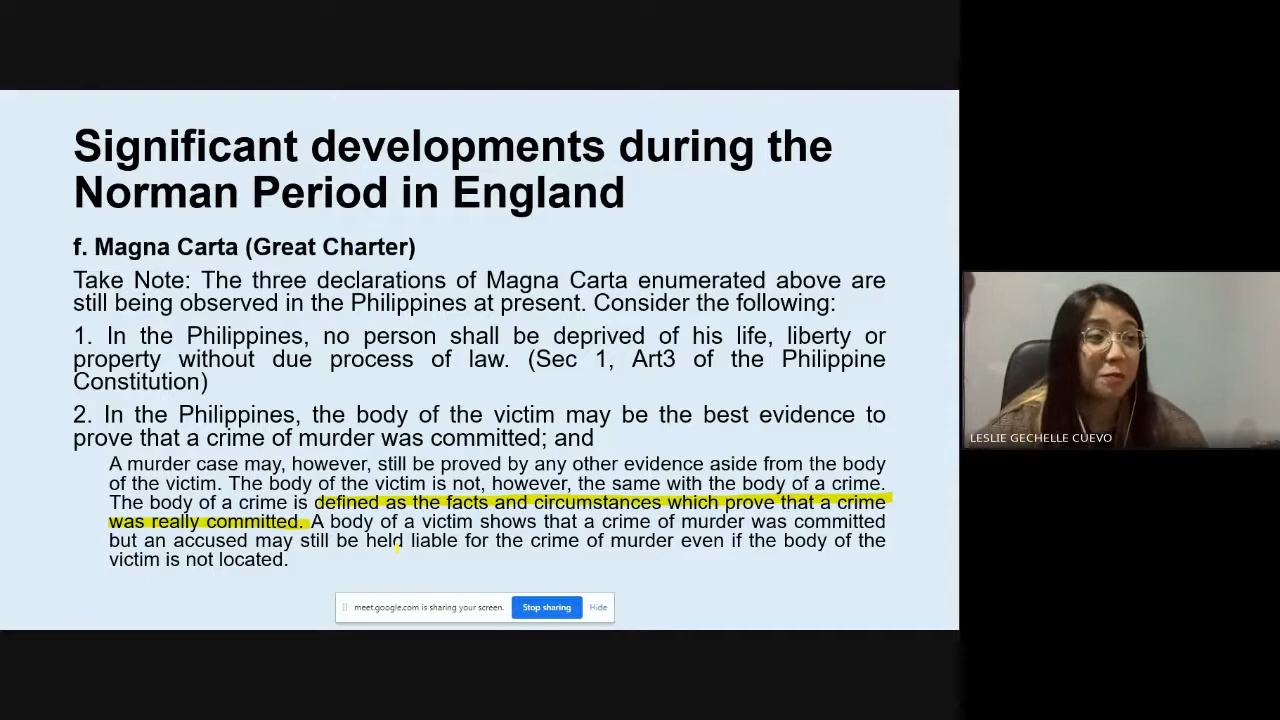 Significant developments during the
Norman Period in England
f. Magna Carta (Great Charter)
Take Note: The three declarations of Magna Carta enumerated above are
still being observed in the Philippines at present. Consider the following:
1. In the Philippines, no person shall be deprived of his life, liberty or
property without due process of law. (Sec 1, Art3 of the Philippine
Constitution)
2. In the Philippines, the body of the victim may be the best evidence to
prove that a crime of murder was committed; and
A murder case may, however, still be proved by any other evidence aside from the body
of the victim. The body of the victim is not, however, the same with the body of a crime.
The body of a crime is defined as the facts and circumstances which prove that a crime
was really committed. A body of a victim shows that a crime of murder was committed
but an accused may still be held liable for the crime of murder even if the body of the
victim is not located.
meet.google.com is sharing your screen. Stop sharing Hide
LESLIE GECHELLE CUEVO